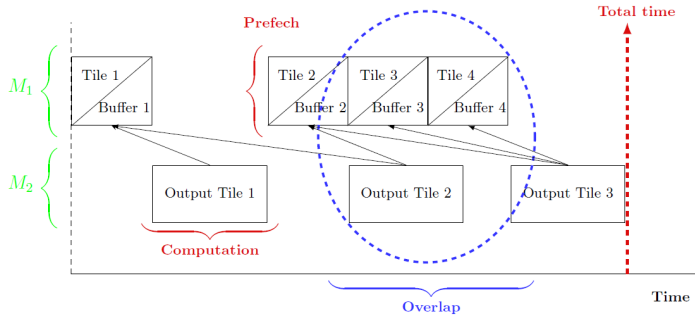 Total time
Prefech
M1
Tile 1
Buffer 1
Tile 2
Buffer 2
Tile 3
Buffer 3
Tile 4
Buffer 4
M2
Output Tile 1
Output Tile 2
Output Tile 3
Computation
Time
Overlap